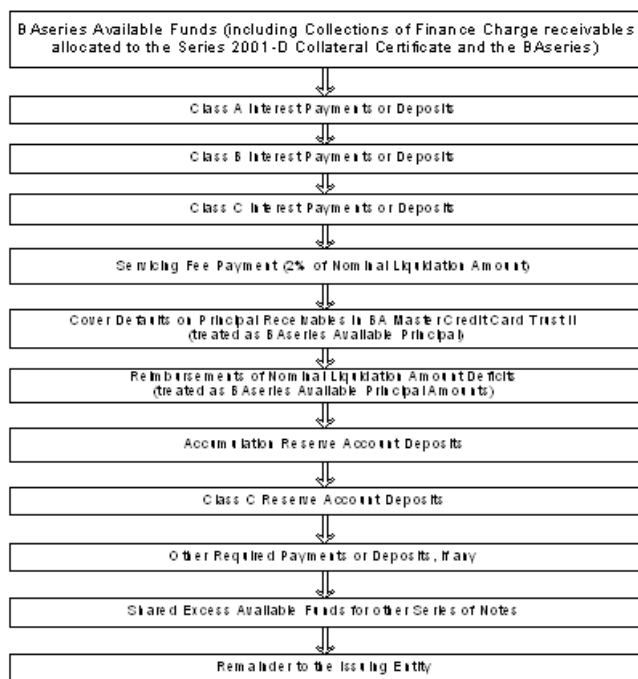 BAseries Available Funds (including Collections of Finance Charge receivables
allocated to the Series 2001-D Collateral Certificate and the BAseries)
Class A Interest Payments or Deposits
Class B Interest Payments or Deposits
Class C Interest Payments or Deposits
Servicing Fee Payment (2% of Nominal Liquidation Amount)
Cover Defaults on Principal Receivables in BA Master Credit Card Trust II
(treated as BAseries Available Principal)
Reimbursements of Nominal Liquidation Amount Deficits
(treated as BAseries Available Principal Amounts)
Accumulation Reserve Account Deposits
Class C Reserve Account Deposits
Other Required Payments or Deposits, if any
Shared Excess Available Funds for other Series of Notes
Remainder to the Issuing Entity